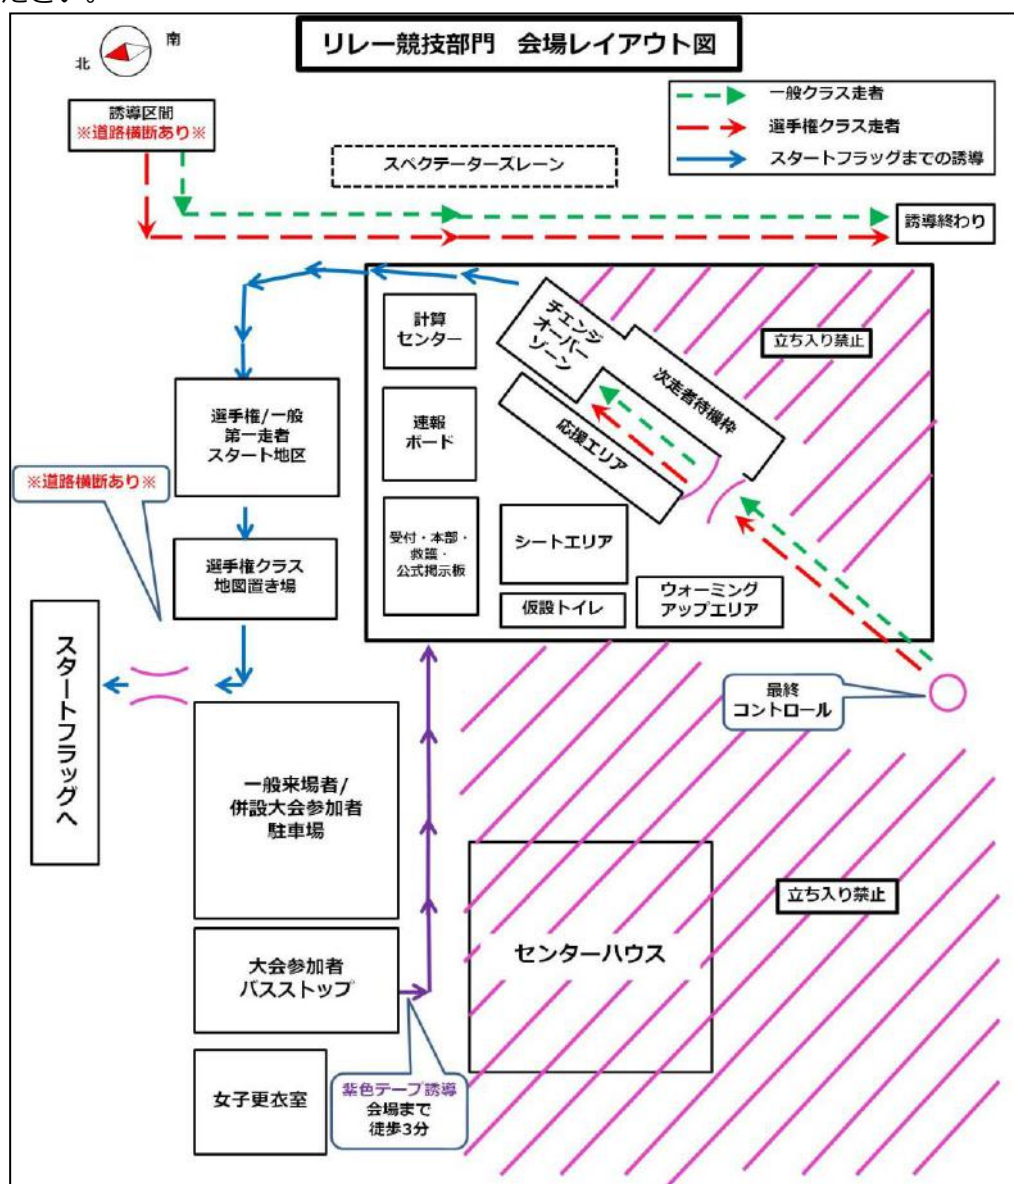 ださい。
リレー競技部門　会場レイアウト図
南
北
誘導区間
※道路横断あり※
一般クラス走者
選手権クラス走者
スタートフラッグまでの誘導
スペクテーターズレーン
誘導終わり
計算
センター
チェンジ
オーバー
ゾーン
次走者待機枠
立ち入り禁止
応援エリア
速報
ボード
選手権/一般
第一走者
スタート地区
※道路横断あり※
受付・本部・
救護・
公式掲示板
シートエリア
仮設トイレ
ウォーミング
アップエリア
選手権クラス
地図置き場
スタートフラッグへ
最終
コントロール
一般来場者/
併設大会参加者
駐車場
立ち入り禁止
センターハウス
大会参加者
バスストップ
女子更衣室
紫色テープ誘導
会場まで
徒歩3分